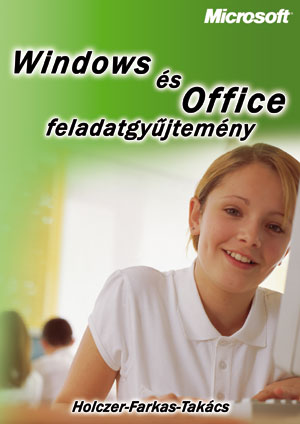 Microsoft®
Windows
és
Office
feladatgyűjtemény
Holczer-Farkas-Takács